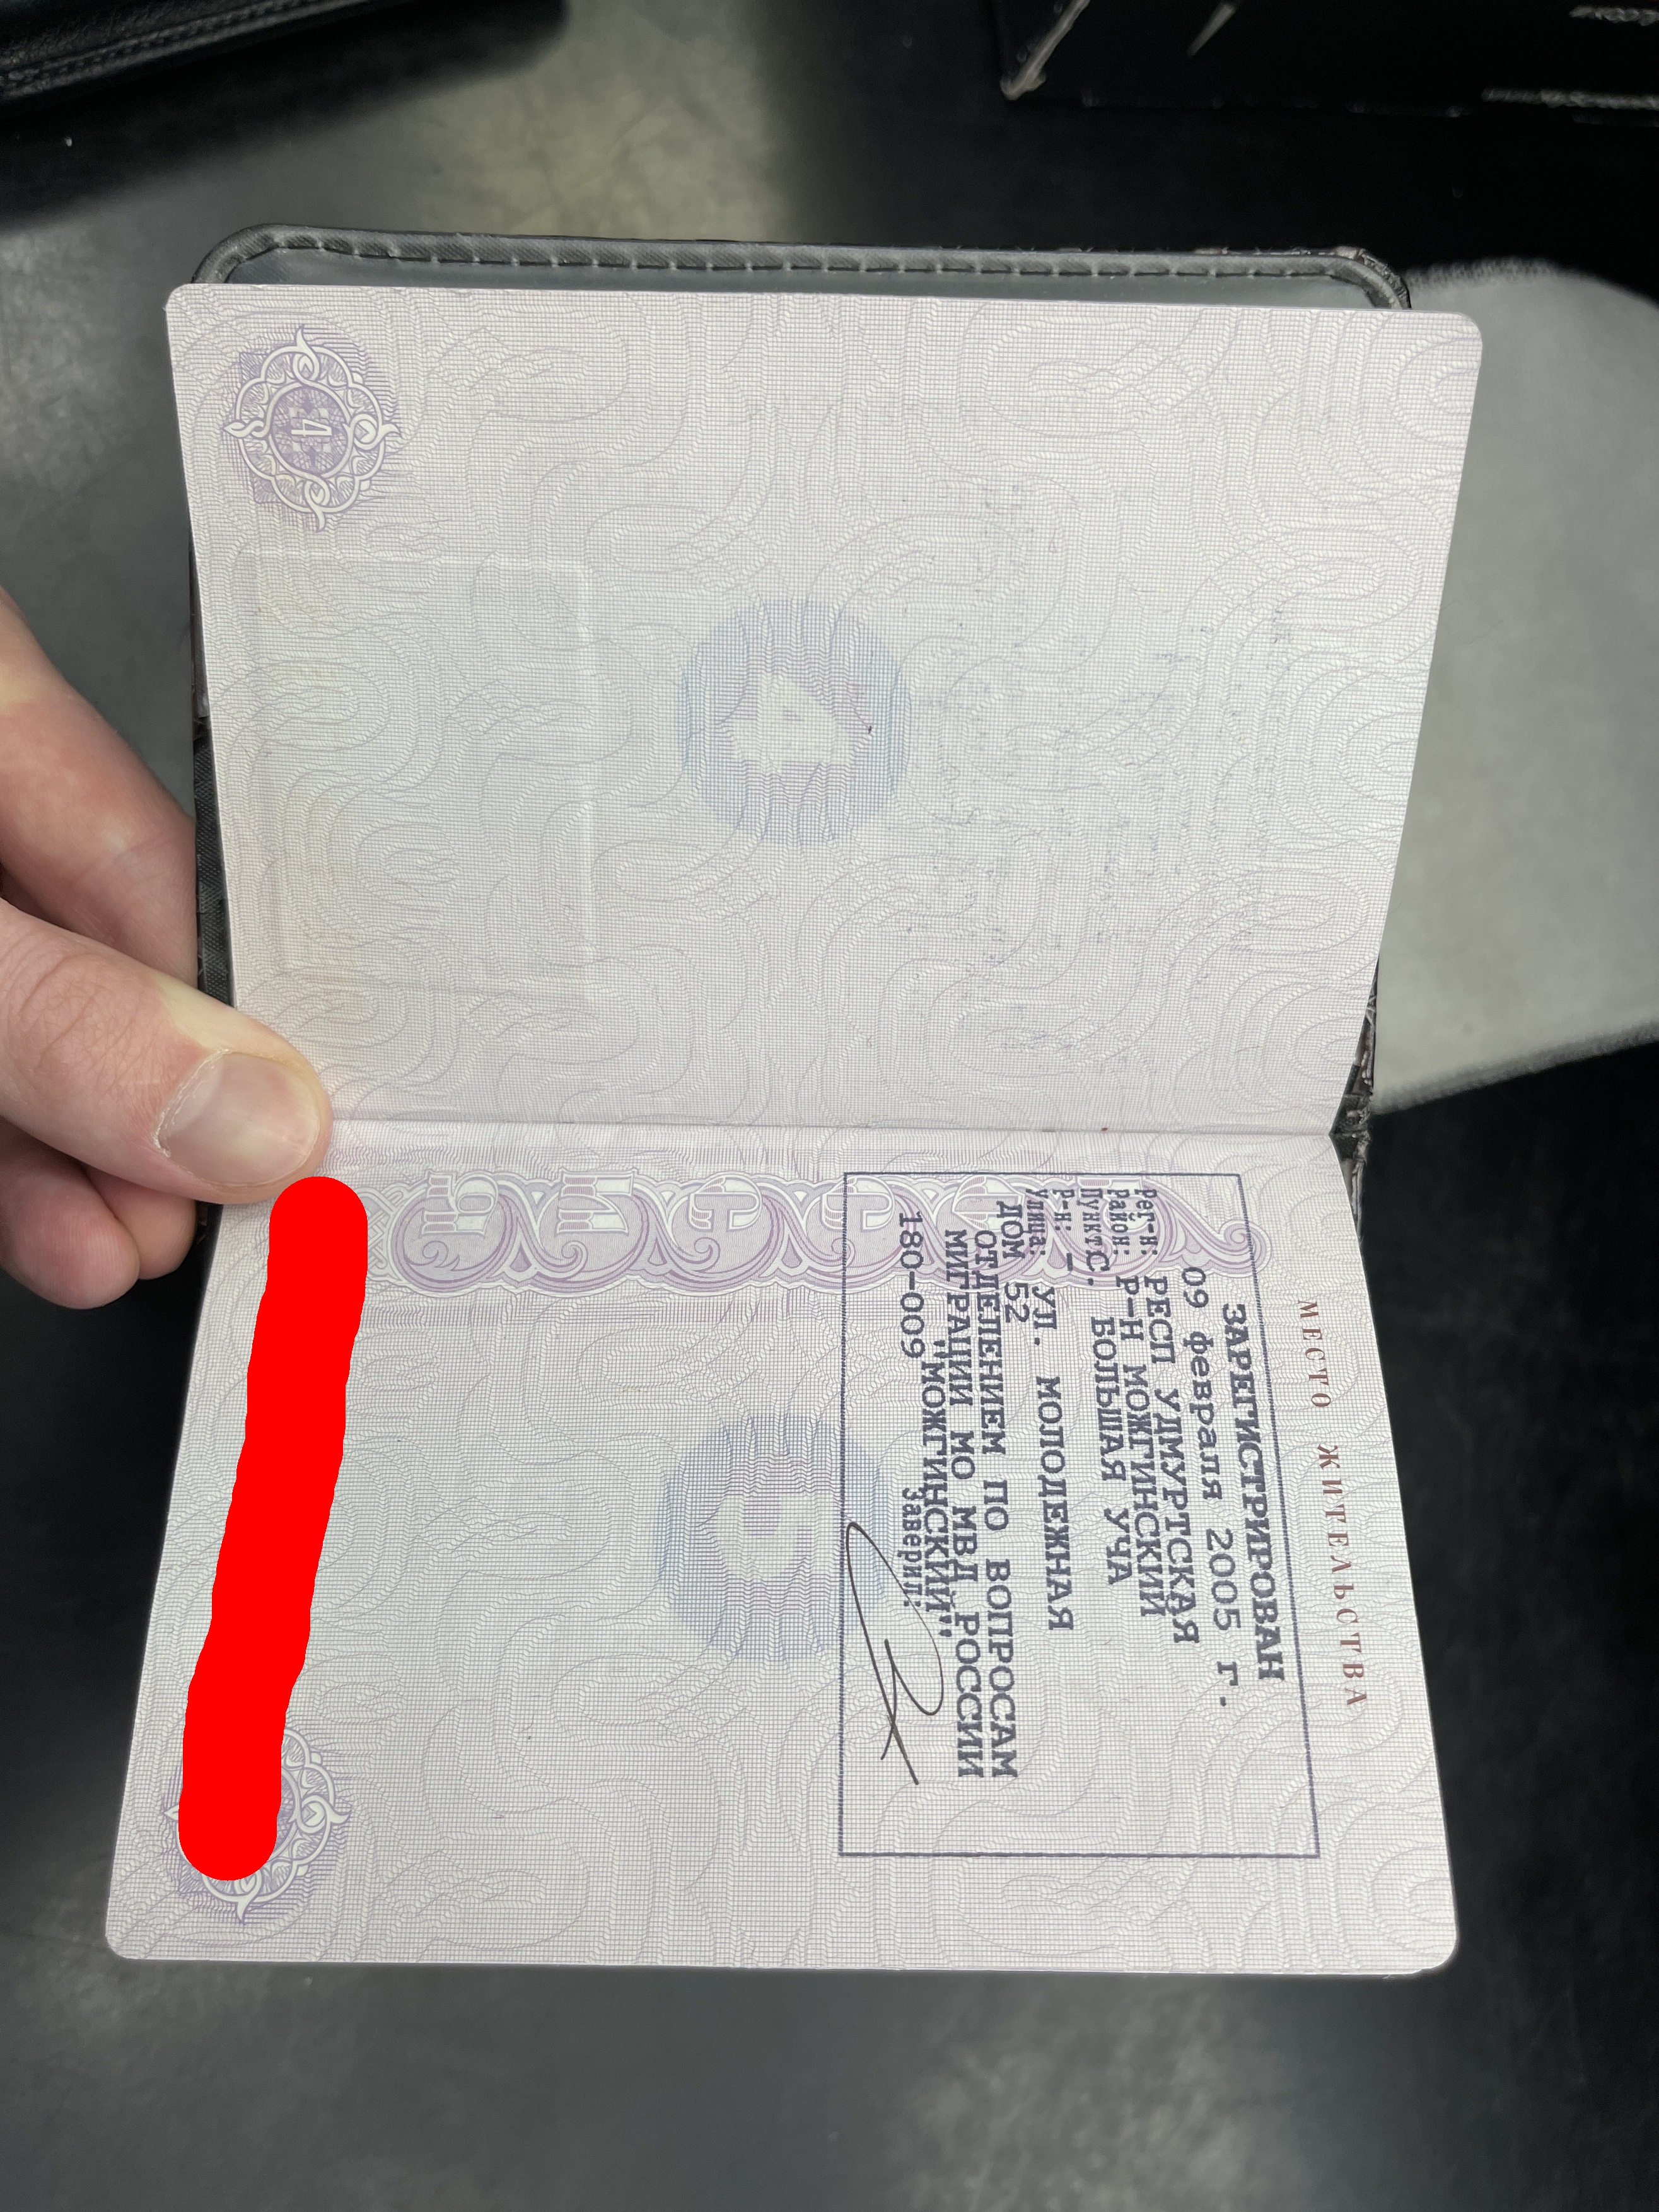 4
МЕСТО ЖИТЕЛЬСТВА
ЗАРЕГИСТРИРОВАН
09 февраля 2005 г.
Рег-н: РЕСП УДМУРТСКАЯ
Район: Р-Н МОЖГИНСКИЙ
Пункт: С. БОЛЬШАЯ УЧА
Р-н: -
Улица: УЛ. МОЛОДЕЖНАЯ
ДОМ 52
ОТДЕЛЕНИЕМ ПО ВОПРОСАМ
МИГРАЦИИ МО МВД РОССИИ
"МОЖГИНСКИЙ"
180-009
Заверил: